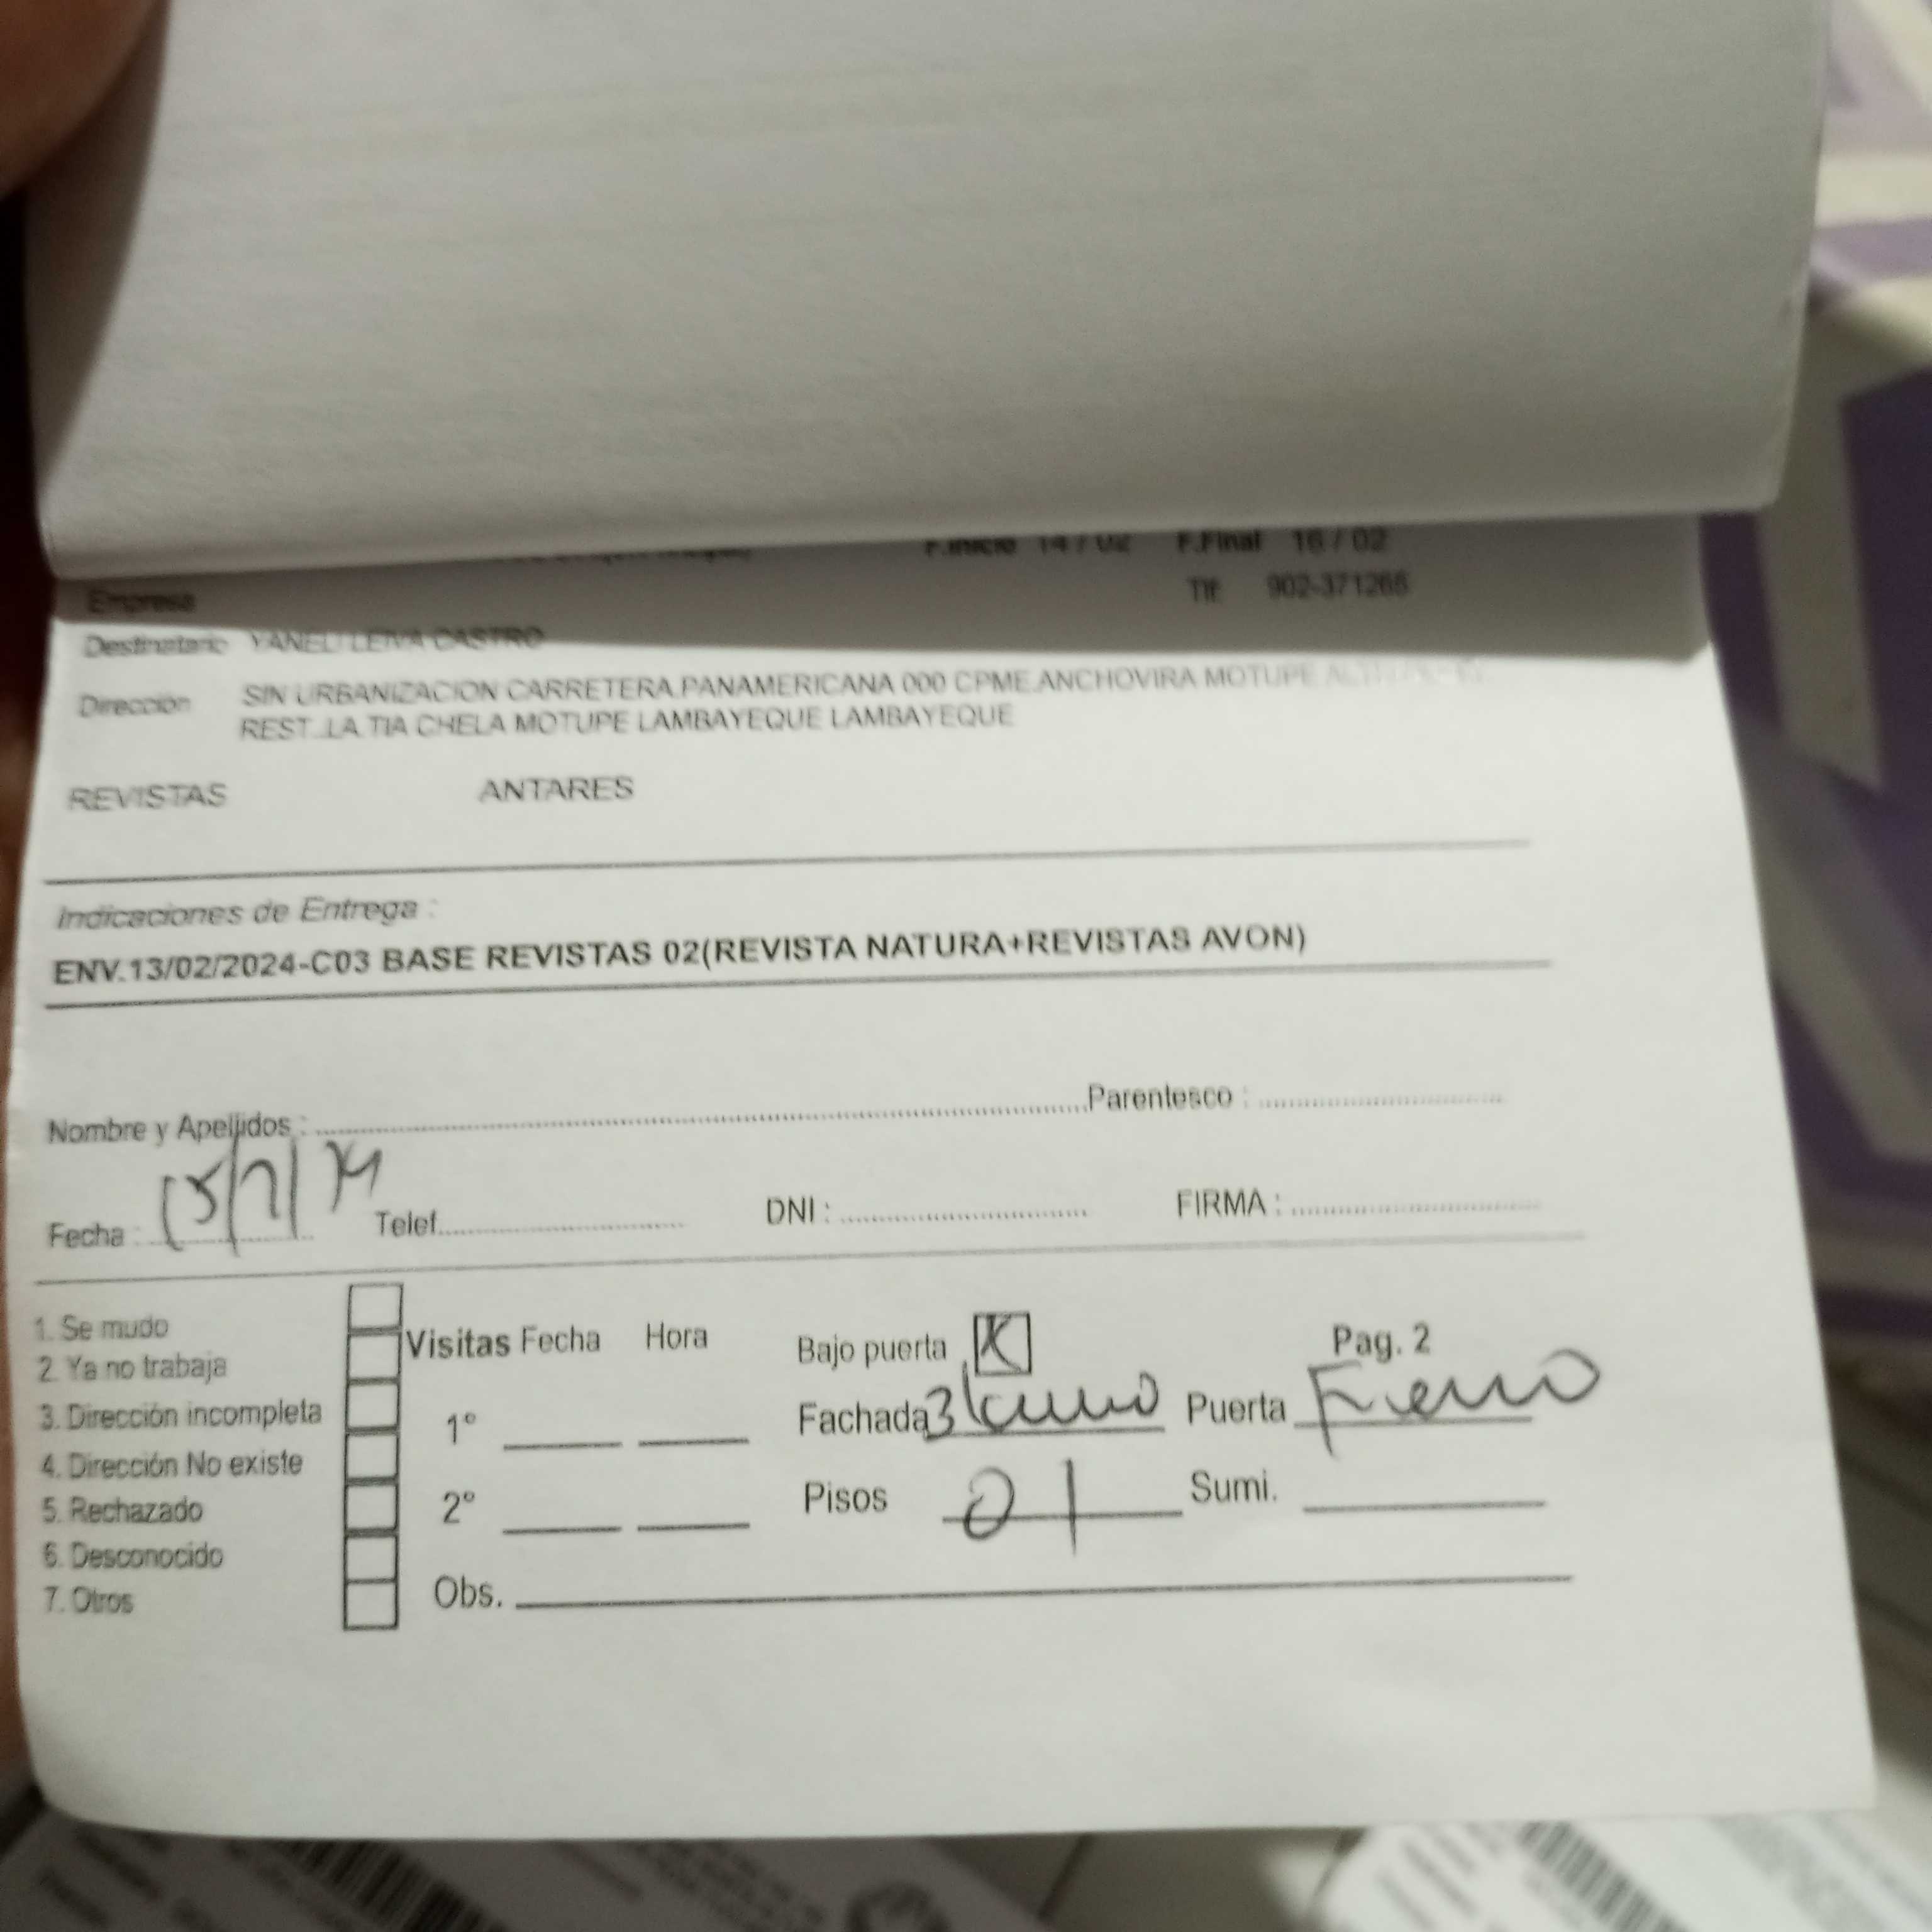 F.Inicio 14 / 02 F.Final 16 / 02
Empresa Tlf: 902-371268
Destinatario YANELI LEIVA CASTRO
Dirección SIN URBANIZACION CARRETERA.PANAMERICANA 000 CPME.ANCHOVIRA MOTUPE
REST..LA.TIA CHELA MOTUPE LAMBAYEQUE LAMBAYEQUE
REVISTAS ANTARES
Indicaciones de Entrega :
ENV.13/02/2024-C03 BASE REVISTAS 02(REVISTA NATURA+REVISTAS AVON)
Nombre y Apellidos : Parentesco :
Fecha : Telef. DNI : FIRMA :
1. Se mudo
2. Ya no trabaja
3. Dirección incompleta
4. Dirección No existe
5. Rechazado
6. Desconocido
7. Otros
Visitas Fecha Hora
1°
2°
Obs.
Bajo puerta X Pag. 2
Fachada Puerta Fierro
Pisos 01 Sumi.